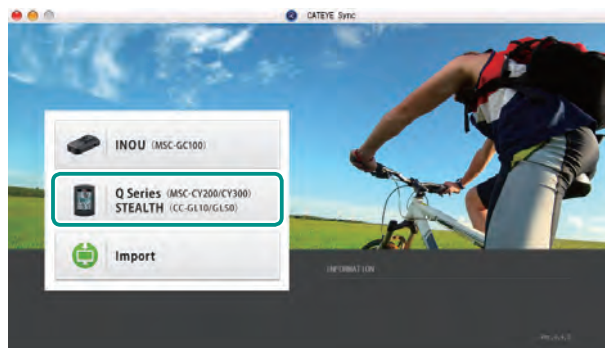 CATEYE Sync
INOU (MSC-GC100)
Q Series (MSC-CY200/CY300)
STEALTH (CC-GL10/GL50)
Import
INFORMATION